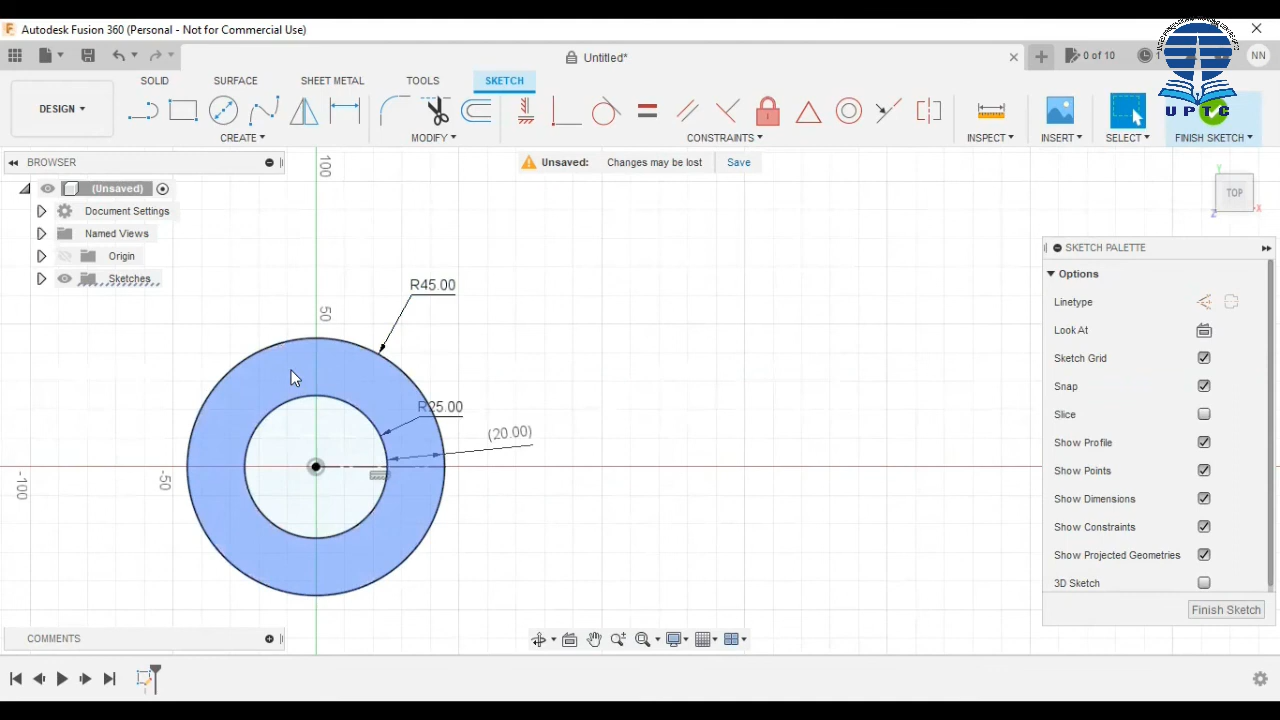 Autodesk Fusion 360 (Personal - Not for Commercial Use)
Untitled*
0 of 10
1
NN
DESIGN
SOLID
SURFACE
SHEET METAL
TOOLS
SKETCH
CREATE
MODIFY
CONSTRAINTS
INSPECT
INSERT
SELECT
FINISH SKETCH
UPTC
BROWSER
Unsaved:
Changes may be lost
Save
(Unsaved)
Document Settings
Named Views
Origin
Sketches
TOP
Y
X
Z
100
50
-50
-100
R45.00
R25.00
(20.00)
SKETCH PALETTE
Options
Linetype
Look At
Sketch Grid
Snap
Slice
Show Profile
Show Points
Show Dimensions
Show Constraints
Show Projected Geometries
3D Sketch
Finish Sketch
COMMENTS